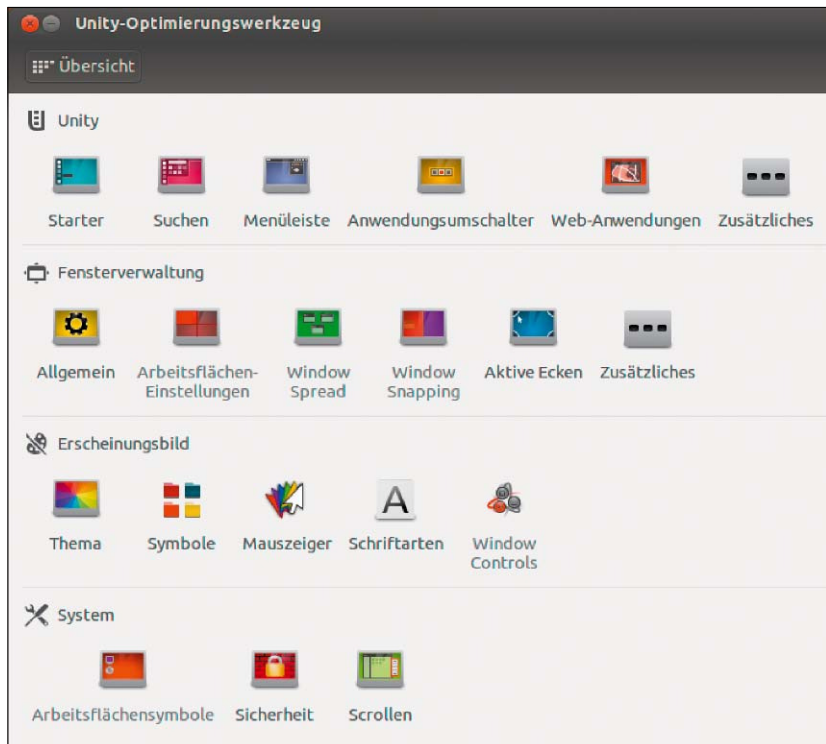 Unity-Optimierungswerkzeug
Übersicht
Unity
Starter Suchen Menüleiste Anwendungsumschalter Web-Anwendungen Zusätzliches
Fensterverwaltung
Allgemein Arbeitsflächen- Window Window Aktive Ecken Zusätzliches
Einstellungen Spread Snapping
Erscheinungsbild
A
Thema Symbole Mauszeiger Schriftarten Window
Controls
System
Arbeitsflächensymbole Sicherheit Scrollen